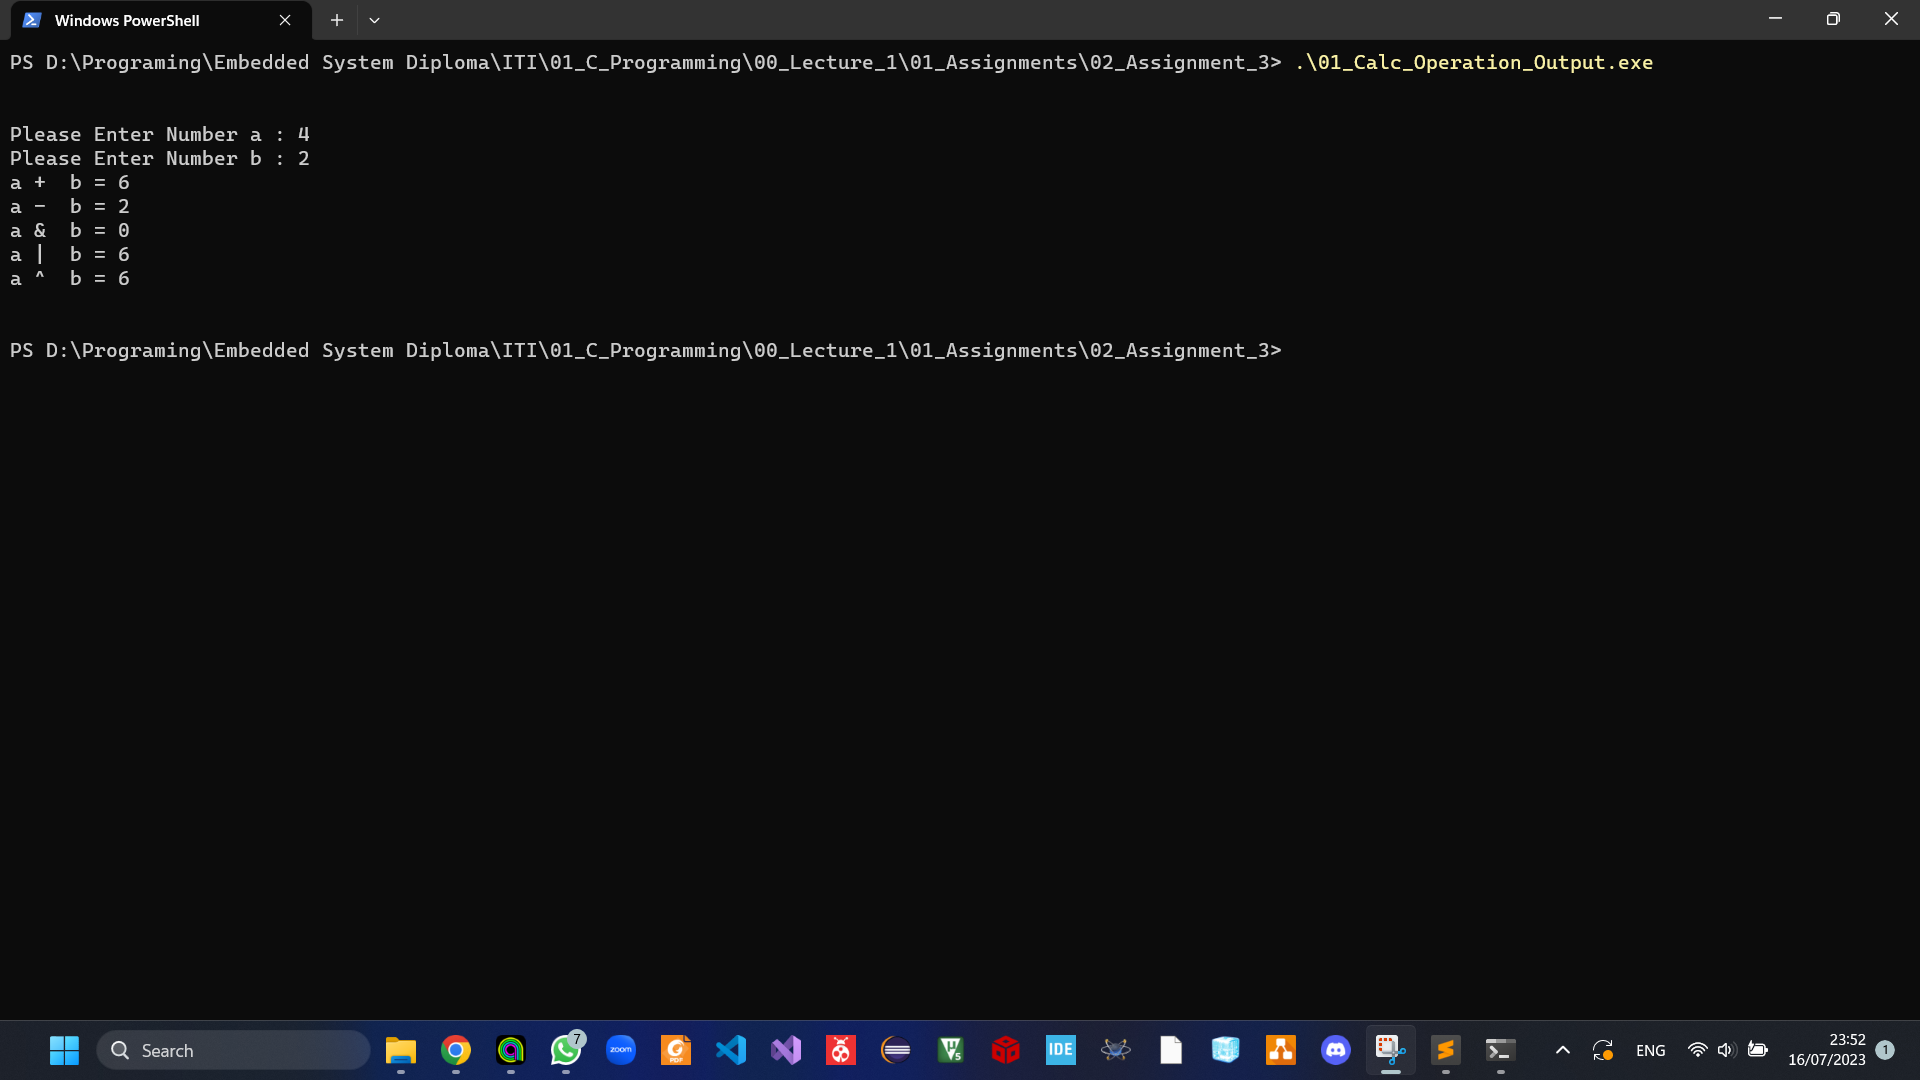 Windows PowerShell
PS D:\Programing\Embedded System Diploma\ITI\01_C_Programming\00_Lecture_1\01_Assignments\02_Assignment_3> .\01_Calc_Operation_Output.exe
Please Enter Number a : 4
Please Enter Number b : 2
a +  b = 6
a -  b = 2
a &  b = 0
a |  b = 6
a ^  b = 6
PS D:\Programing\Embedded System Diploma\ITI\01_C_Programming\00_Lecture_1\01_Assignments\02_Assignment_3>
Search
7
zoom
PDF
V5
IDE
ENG
23:52
16/07/2023
1